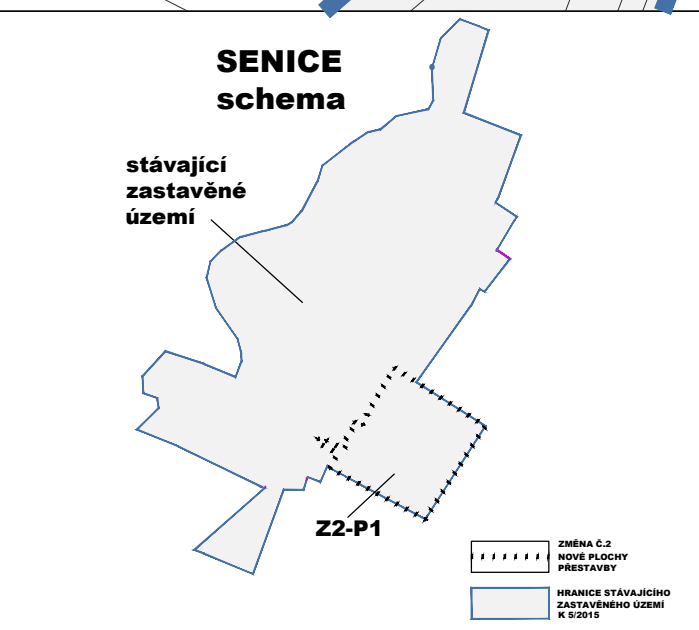 SENICE
schema
stávající
zastavěné
území
Z2-P1
ZMĚNA Č.2
NOVÉ PLOCHY
PŘESTAVBY
HRANICE STÁVAJÍCÍHO
ZASTAVĚNÉHO ÚZEMÍ
K 5/2015